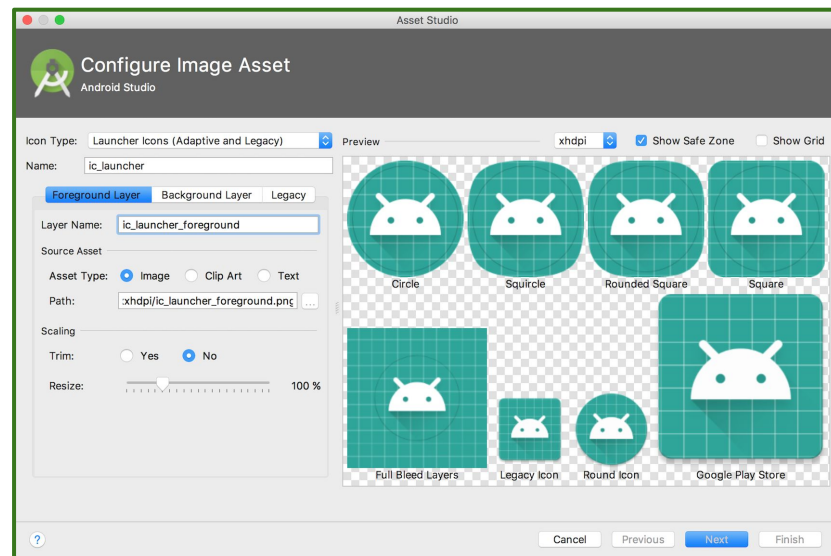 Asset Studio
Configure Image Asset
Android Studio
Icon Type: Launcher Icons (Adaptive and Legacy)
Name: ic_launcher
Foreground Layer Background Layer Legacy
Layer Name: ic_launcher_foreground
Source Asset
Asset Type: Image Clip Art Text
Path: :xhdpi/ic_launcher_foreground.png ...
Scaling
Trim: Yes No
Resize: 100 %
Preview xhdpi Show Safe Zone Show Grid
Circle Squircle Rounded Square Square
Full Bleed Layers Legacy Icon Round Icon Google Play Store
? Cancel Previous Next Finish